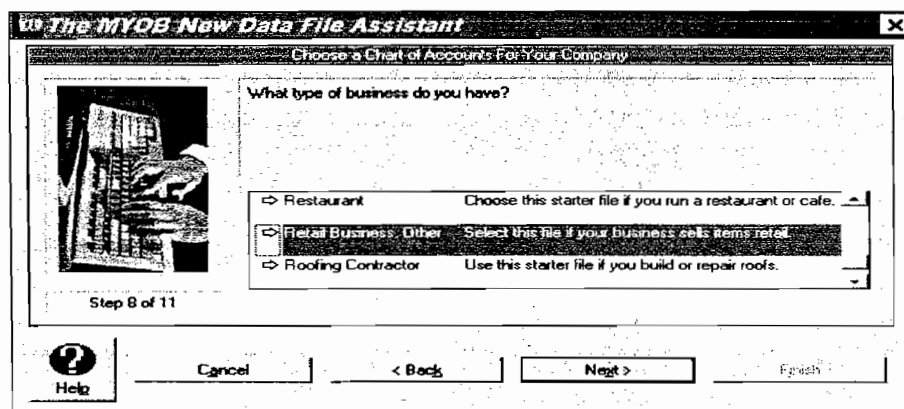 The MYOB New Data File Assistant
Choose a Chart of Accounts For Your Company
What type of business do you have?
⇨ Restaurant Choose this starter file if you run a restaurant or cafe.
⇨ Retail Business, Other Select this file if your business sells items retail.
⇨ Roofing Contractor Use this starter file if you build or repair roofs.
Step 8 of 11
Help
Cancel
< Back
Next >
Finish